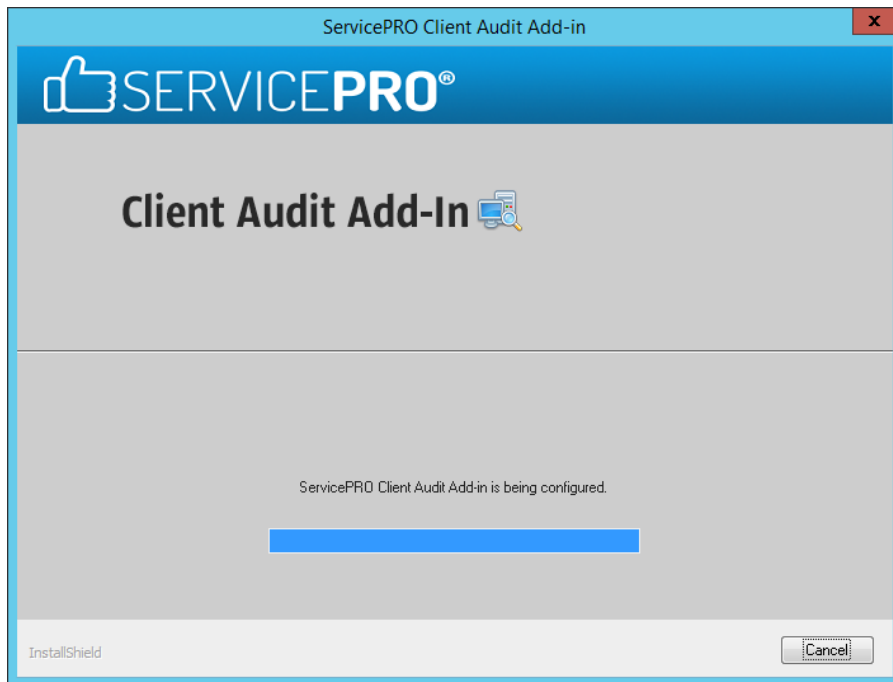 ServicePRO Client Audit Add-in
x
SERVICEPRO®
Client Audit Add-In
ServicePRO Client Audit Add-in is being configured.
InstallShield
Cancel